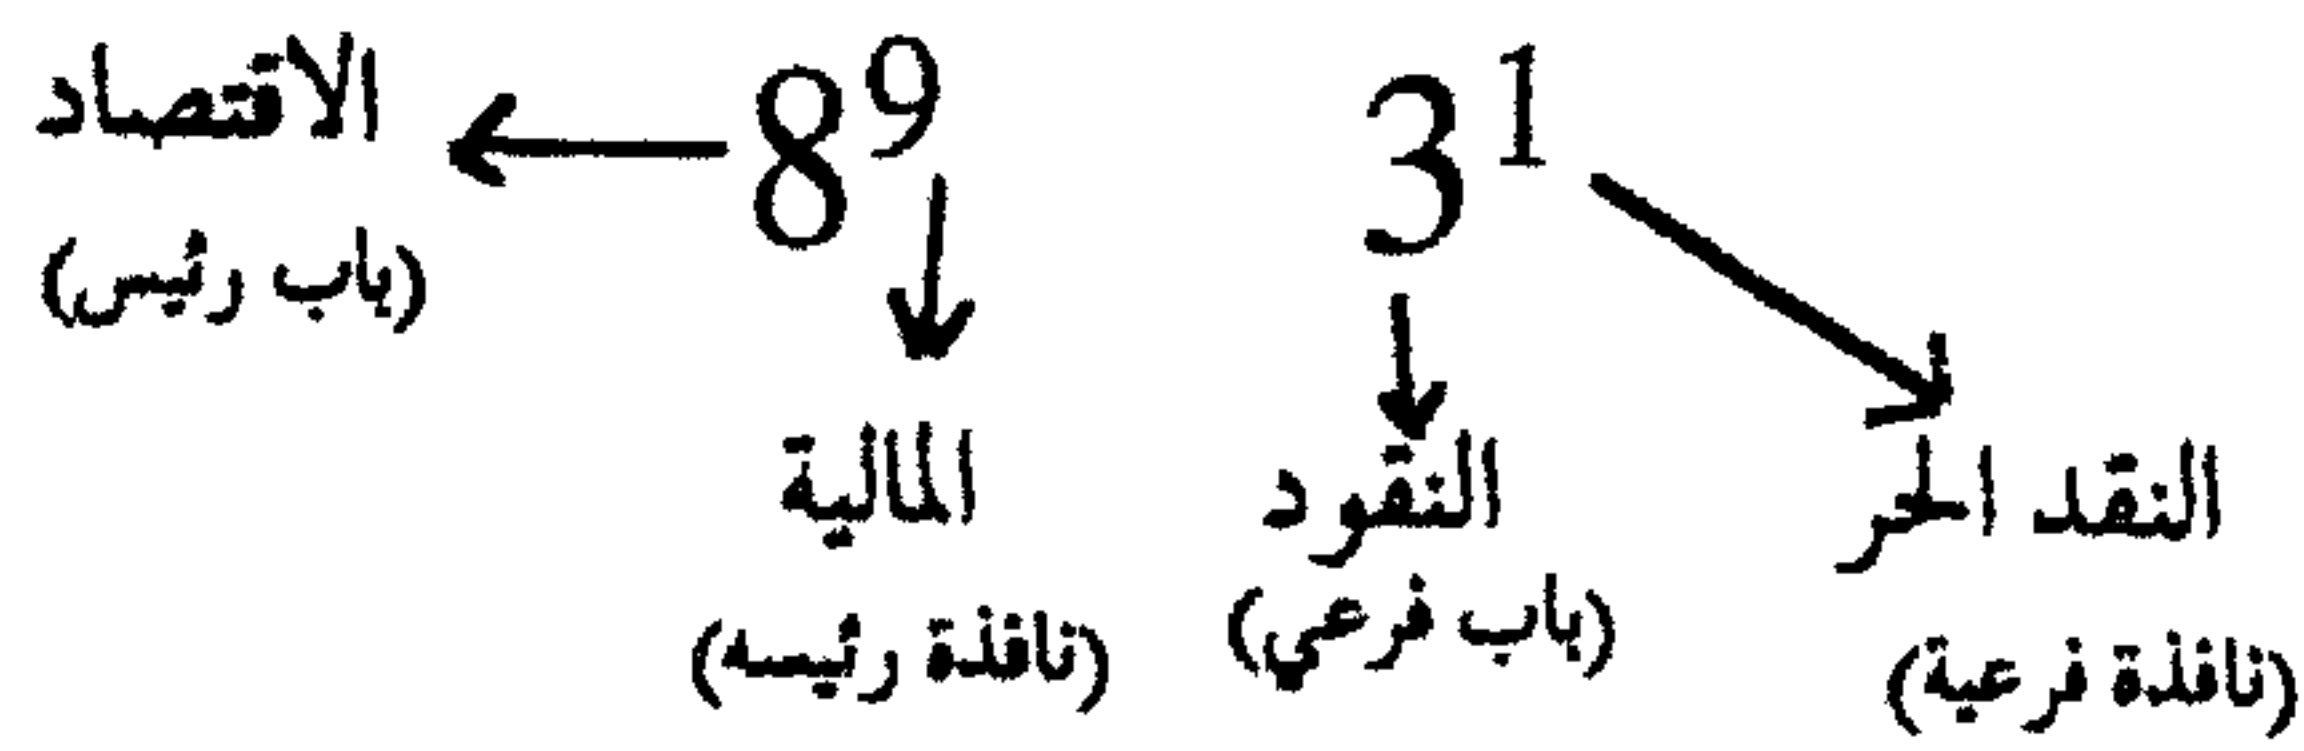 8⁹ 3¹
الاقتصاد
(باب رئيس)
المالية
(نافذة رئيسه)
النقود
(باب فرعي)
النقد الحر
(نافذة فرعية)